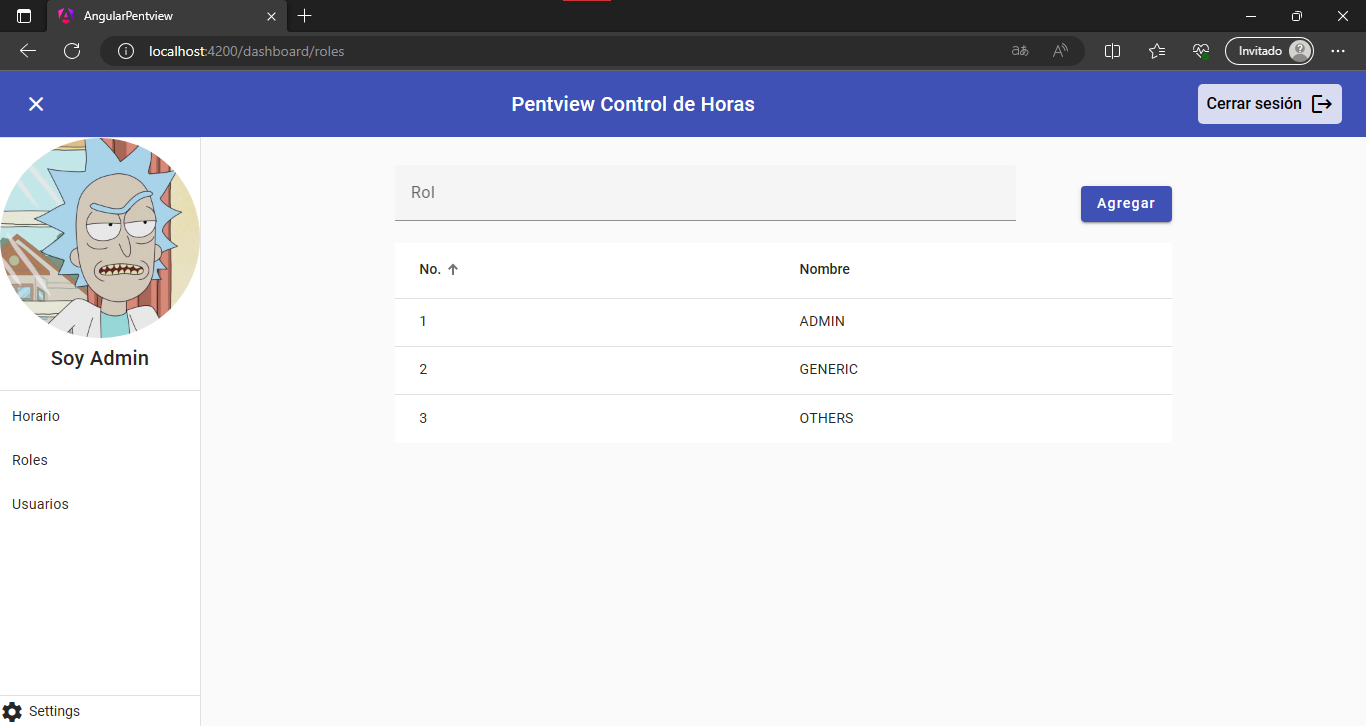 AngularPentview
localhost:4200/dashboard/roles
Invitado
Pentview Control de Horas
Cerrar sesión
Soy Admin
Horario
Roles
Usuarios
Settings
Rol
Agregar
No. Nombre
1 ADMIN
2 GENERIC
3 OTHERS